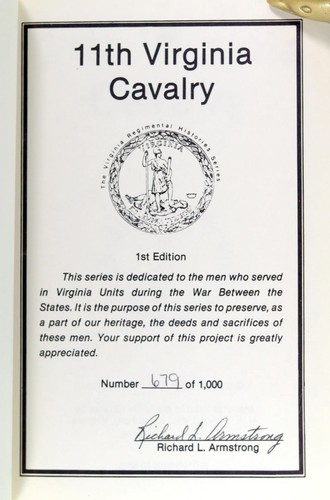 11th Virginia
Cavalry
The Virginia Regimental Histories Series
VIRGINIA
1st Edition
This series is dedicated to the men who served
in Virginia Units during the War Between the
States. It is the purpose of this series to preserve, as
a part of our heritage, the deeds and sacrifices of
these men. Your support of this project is greatly
appreciated.
Number 679 of 1,000
Richard L. Armstrong
Richard L. Armstrong